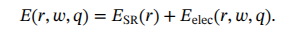 E(r, w, q) = E_SR(r) + E_elec(r, w, q).